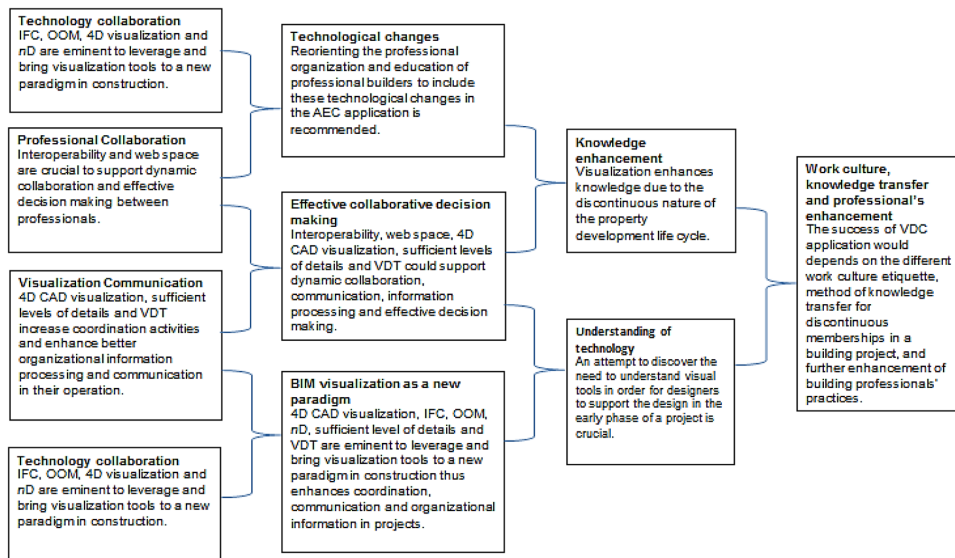 Technology collaboration
IFC, OOM, 4D visualization and
nD are eminent to leverage and
bring visualization tools to a new
paradigm in construction.
Professional Collaboration
Interoperability and web space
are crucial to support dynamic
collaboration and effective
decision making between
professionals.
Visualization Communication
4D CAD visualization, sufficient
levels of details and VDT
increase coordination activities
and enhance better
organizational information
processing and communication
in their operation.
Technology collaboration
IFC, OOM, 4D visualization and
nD are eminent to leverage and
bring visualization tools to a new
paradigm in construction.
Technological changes
Reorienting the professional
organization and education of
professional builders to include
these technological changes in
the AEC application is
recommended.
Effective collaborative decision
making
Interoperability, web space, 4D
CAD visualization, sufficient
levels of details and VDT could
support dynamic collaboration,
communication, information
processing and effective decision
making.
BIM visualization as a new
paradigm
4D CAD visualization, IFC, OOM,
nD, sufficient level of details and
VDT are eminent to leverage and
bring visualization tools to a new
paradigm in construction thus
enhances coordination,
communication and organizational
information in projects.
Knowledge
enhancement
Visualization enhances
knowledge due to the
discontinuous nature of
the property
development life cycle.
Understanding of
technology
An attempt to discover the
need to understand visual
tools in order for designers
to support the design in the
early phase of a project is
crucial.
Work culture,
knowledge transfer
and professional's
enhancement
The success of VDC
application would
depends on the different
work culture etiquette,
method of knowledge
transfer for
discontinuous
memberships in a
building project, and
further enhancement of
building professionals'
practices.